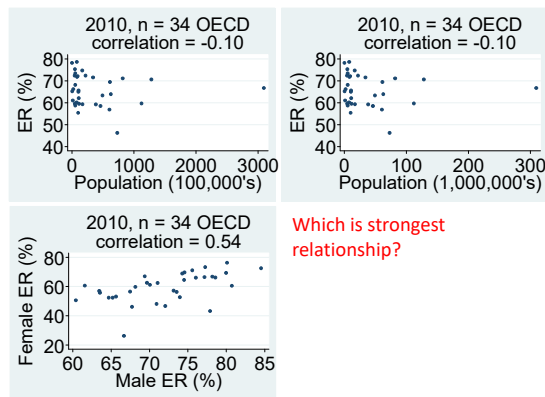 2010, n = 34 OECD
correlation = -0.10
ER (%)
80
70
60
50
40
0 1000 2000 3000
Population (100,000's)
2010, n = 34 OECD
correlation = -0.10
ER (%)
80
70
60
50
40
0 100 200 300
Population (1,000,000's)
2010, n = 34 OECD
correlation = 0.54
Female ER (%)
80
60
40
20
60 65 70 75 80 85
Male ER (%)
Which is strongest
relationship?